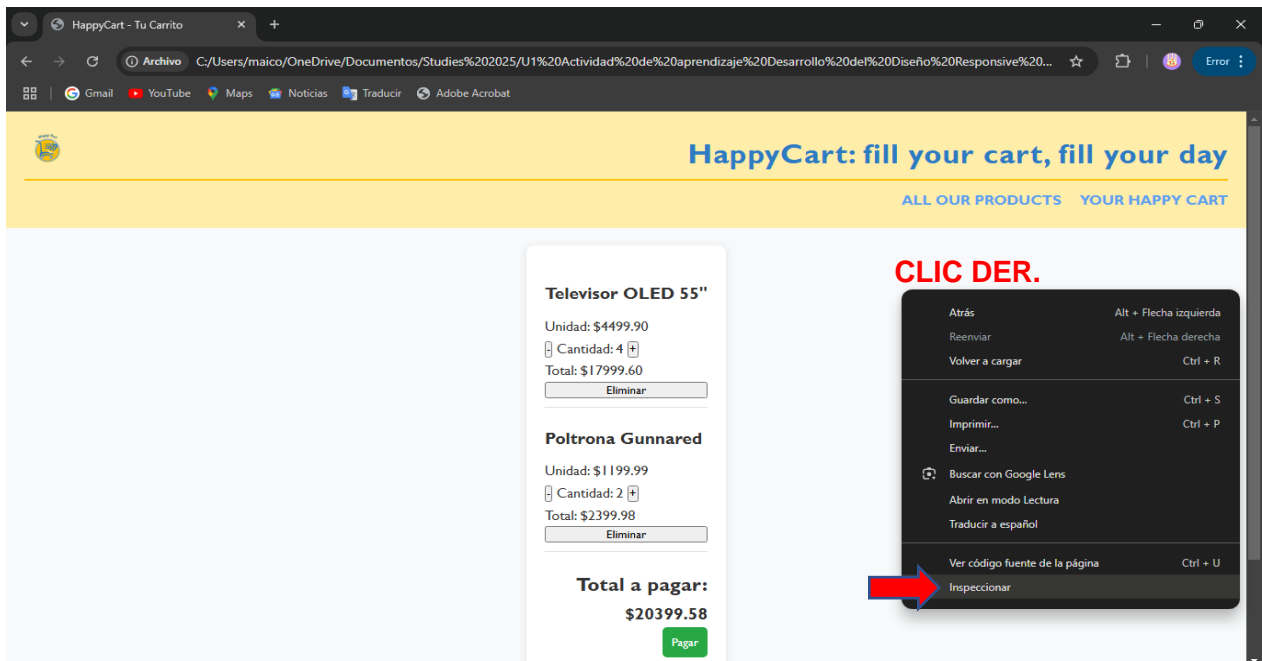 HappyCart - Tu Carrito
Archivo C:/Users/maico/OneDrive/Documentos/Studies%202025/U1%20Actividad%20de%20aprendizaje%20Desarrollo%20del%20Diseño%20Responsive%20...
Error
Gmail YouTube Maps Noticias Traducir Adobe Acrobat
HappyCart: fill your cart, fill your day
ALL OUR PRODUCTS YOUR HAPPY CART
Televisor OLED 55"
Unidad: $4499.90
- Cantidad: 4 +
Total: $17999.60
Eliminar
Poltrona Gunnared
Unidad: $1199.99
- Cantidad: 2 +
Total: $2399.98
Eliminar
Total a pagar:
$20399.58
Pagar
CLIC DER.
Atrás Alt + Flecha izquierda
Reenviar Alt + Flecha derecha
Volver a cargar Ctrl + R
Guardar como... Ctrl + S
Imprimir... Ctrl + P
Enviar...
Buscar con Google Lens
Abrir en modo Lectura
Traducir a español
Ver código fuente de la página Ctrl + U
Inspeccionar